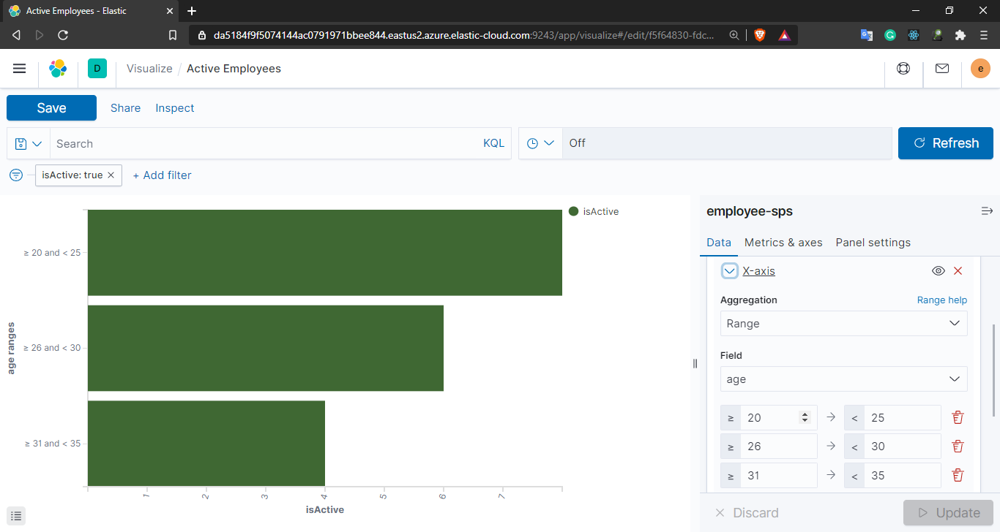 Active Employees - Elastic
da5184f9f5074144ac0791971bbee844.eastus2.azure.elastic-cloud.com:9243/app/visualize#/edit/f5f64830-fdc...
D
Visualize / Active Employees
e
Save
Share
Inspect
Search
KQL
Off
Refresh
isActive: true
+ Add filter
isActive
age ranges
≥ 20 and < 25
≥ 26 and < 30
≥ 31 and < 35
1
2
3
4
5
6
7
isActive
employee-sps
Data
Metrics & axes
Panel settings
X-axis
Aggregation
Range help
Range
Field
age
≥ 20 → < 25
≥ 26 → < 30
≥ 31 → < 35
Discard
Update